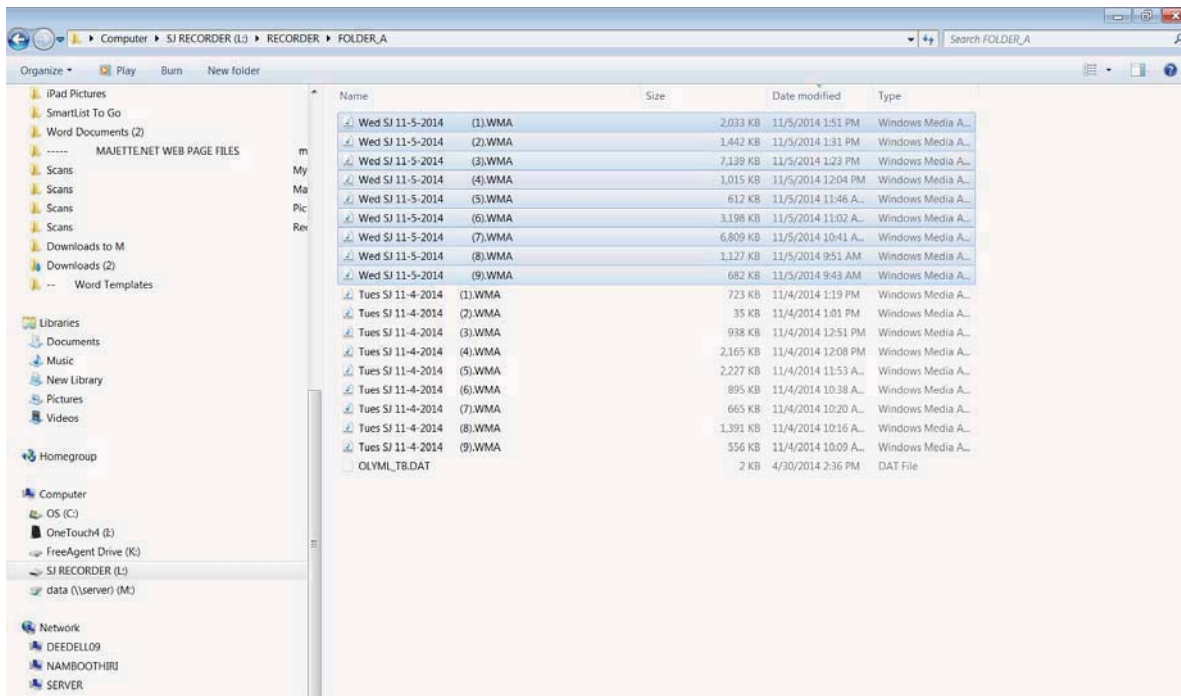 Computer ▸ SJ RECORDER (L:) ▸ RECORDER ▸ FOLDER_A
Search FOLDER_A
Organize Play Burn New folder
iPad Pictures
SmartList To Go
Word Documents (2)
----- MAJETTE.NET WEB PAGE FILES m
Scans My
Scans Ma
Scans Pic
Scans Rec
Downloads to M
Downloads (2)
-- Word Templates
Libraries
Documents
Music
New Library
Pictures
Videos
Homegroup
Computer
OS (C:)
OneTouch4 (I:)
FreeAgent Drive (K:)
SJ RECORDER (L:)
data (\\server) (M:)
Network
DEEDELL09
NAMBOOTHIRI
SERVER
Name Size Date modified Type
Wed SJ 11-5-2014 (1).WMA 2,033 KB 11/5/2014 1:51 PM Windows Media A...
Wed SJ 11-5-2014 (2).WMA 1,442 KB 11/5/2014 1:31 PM Windows Media A...
Wed SJ 11-5-2014 (3).WMA 7,139 KB 11/5/2014 1:23 PM Windows Media A...
Wed SJ 11-5-2014 (4).WMA 1,015 KB 11/5/2014 12:04 PM Windows Media A...
Wed SJ 11-5-2014 (5).WMA 612 KB 11/5/2014 11:46 A... Windows Media A...
Wed SJ 11-5-2014 (6).WMA 3,198 KB 11/5/2014 11:02 A... Windows Media A...
Wed SJ 11-5-2014 (7).WMA 6,809 KB 11/5/2014 10:41 A... Windows Media A...
Wed SJ 11-5-2014 (8).WMA 1,127 KB 11/5/2014 9:51 AM Windows Media A...
Wed SJ 11-5-2014 (9).WMA 682 KB 11/5/2014 9:43 AM Windows Media A...
Tues SJ 11-4-2014 (1).WMA 723 KB 11/4/2014 1:19 PM Windows Media A...
Tues SJ 11-4-2014 (2).WMA 35 KB 11/4/2014 1:01 PM Windows Media A...
Tues SJ 11-4-2014 (3).WMA 938 KB 11/4/2014 12:51 PM Windows Media A...
Tues SJ 11-4-2014 (4).WMA 2,165 KB 11/4/2014 12:08 PM Windows Media A...
Tues SJ 11-4-2014 (5).WMA 2,227 KB 11/4/2014 11:53 A... Windows Media A...
Tues SJ 11-4-2014 (6).WMA 895 KB 11/4/2014 10:38 A... Windows Media A...
Tues SJ 11-4-2014 (7).WMA 665 KB 11/4/2014 10:20 A... Windows Media A...
Tues SJ 11-4-2014 (8).WMA 1,391 KB 11/4/2014 10:16 A... Windows Media A...
Tues SJ 11-4-2014 (9).WMA 556 KB 11/4/2014 10:09 A... Windows Media A...
OLYML_TB.DAT 2 KB 4/30/2014 2:36 PM DAT File